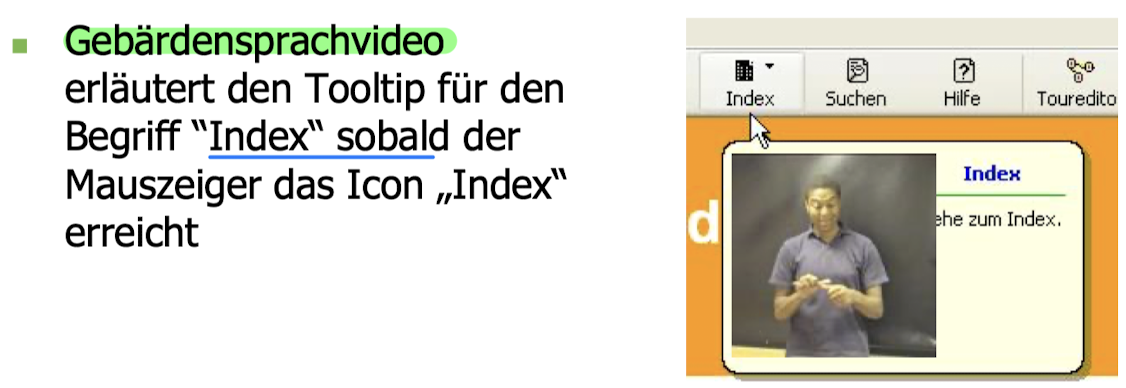 Gebärdensprachvideo
erläutert den Tooltip für den
Begriff “Index“ sobald der
Mauszeiger das Icon „Index“
erreicht
Index
Suchen
Hilfe
Touredito
d
Index
ehe zum Index.